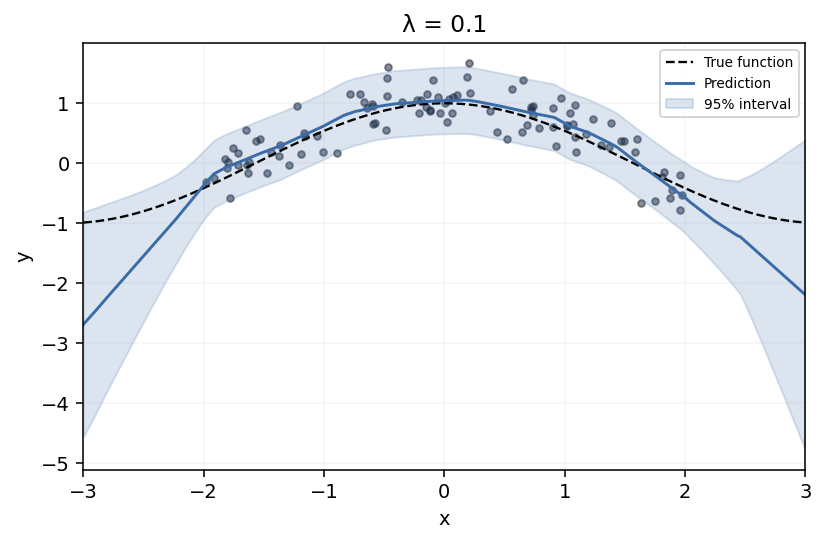 λ = 0.1
True function
Prediction
95% interval
1
0
−1
−2
−3
−4
−5
y
−3 −2 −1 0 1 2 3
x